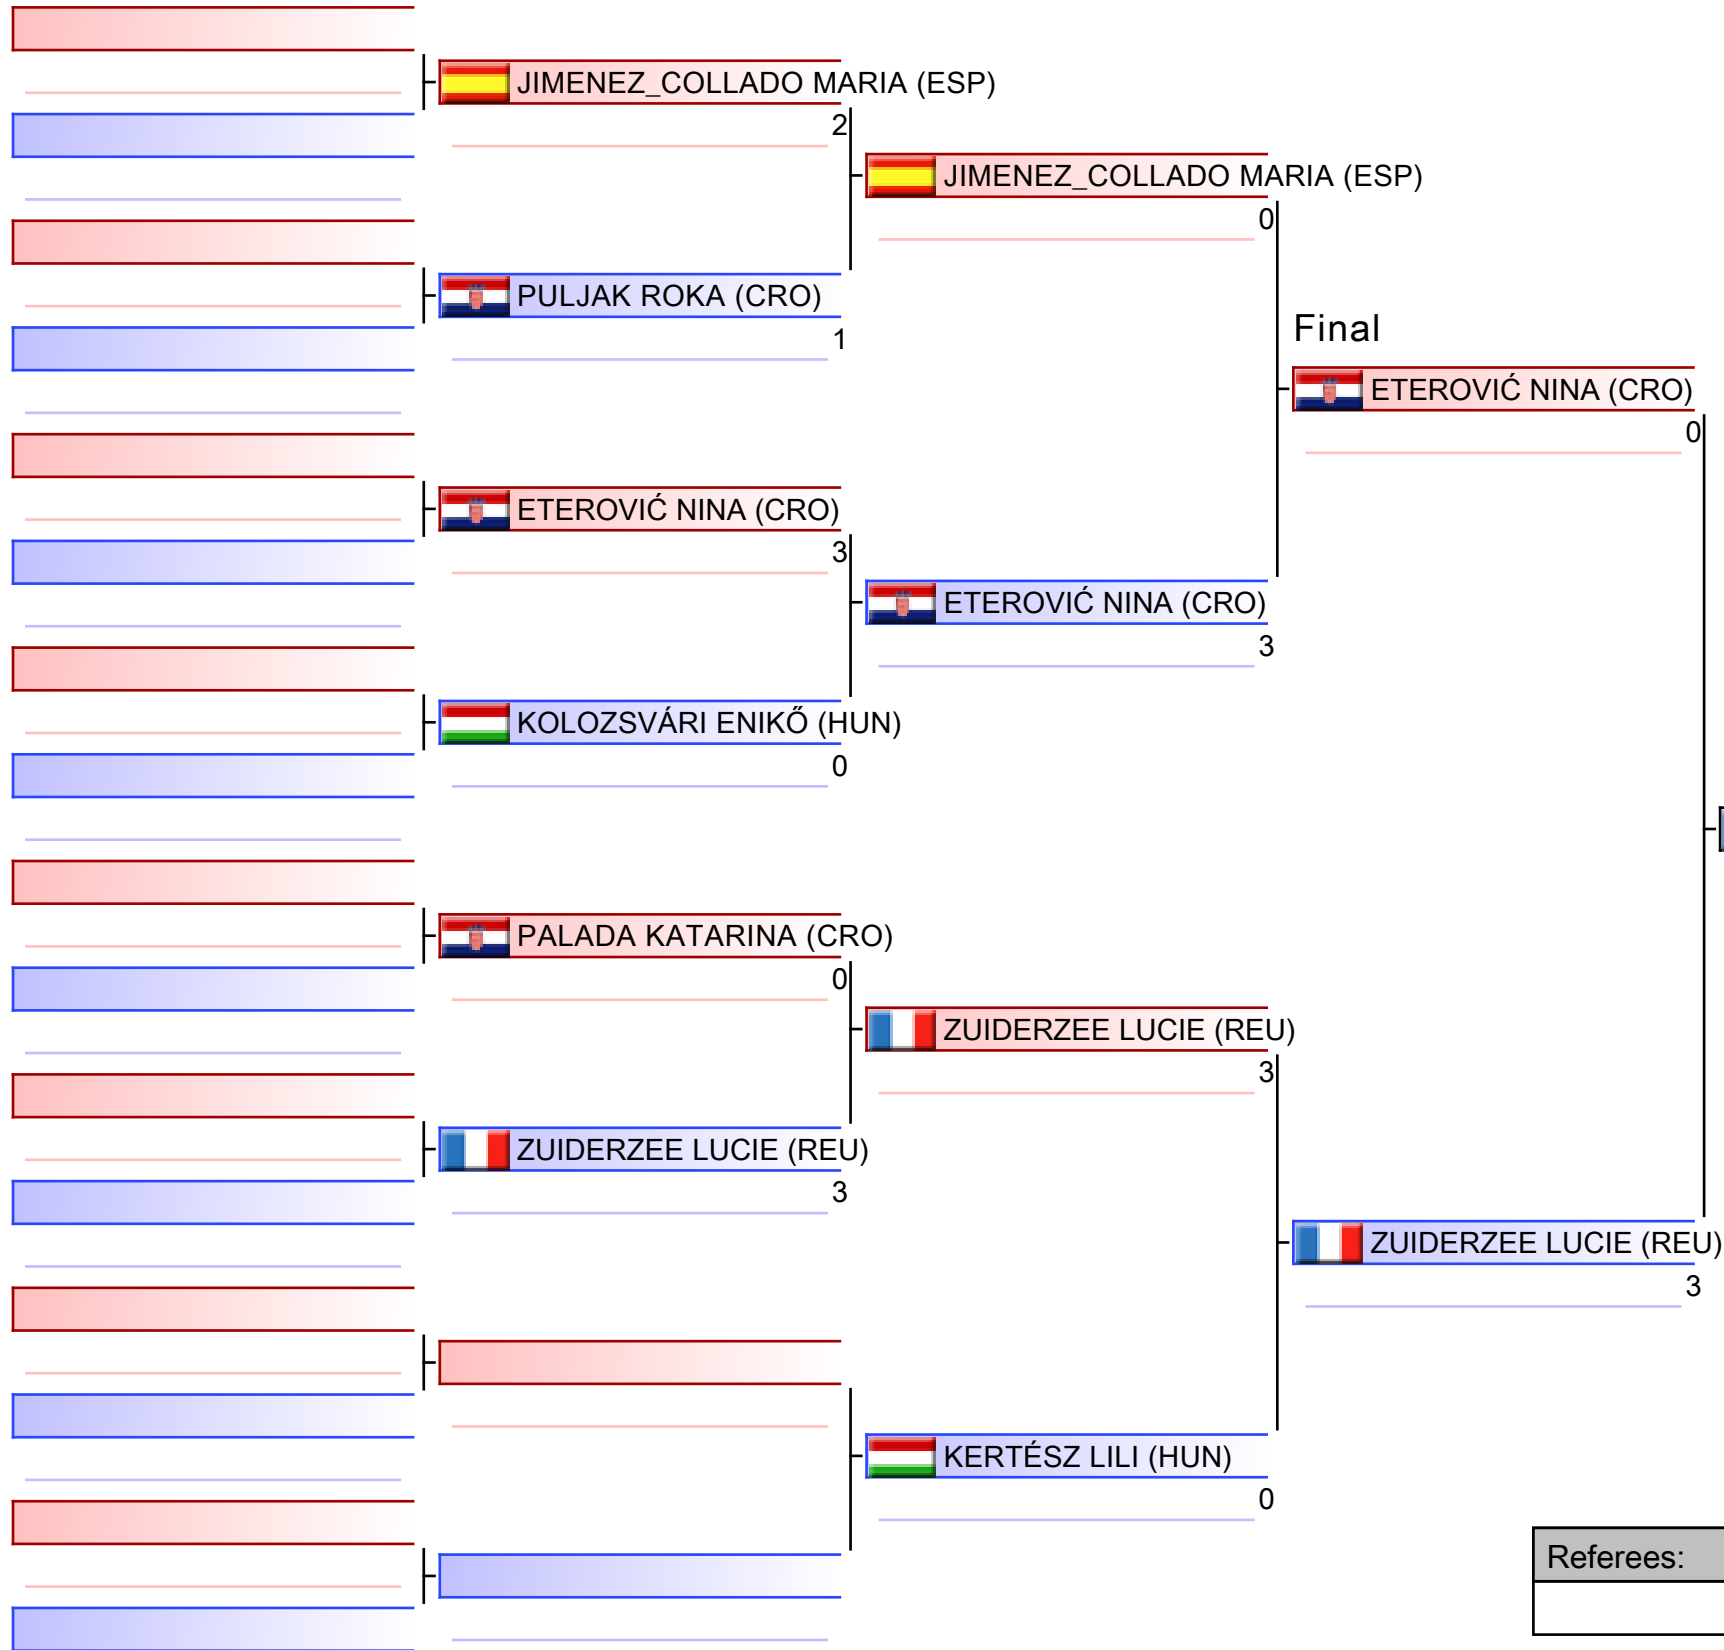 JIMENEZ_COLLADO MARIA (ESP)
2
PULJAK ROKA (CRO)
1
ETEROVIĆ NINA (CRO)
3
KOLOZSVÁRI ENIKŐ (HUN)
0
PALADA KATARINA (CRO)
0
ZUIDERZEE LUCIE (REU)
3
JIMENEZ_COLLADO MARIA (ESP)
0
ETEROVIĆ NINA (CRO)
3
ZUIDERZEE LUCIE (REU)
3
KERTÉSZ LILI (HUN)
0
Final
ETEROVIĆ NINA (CRO)
0
ZUIDERZEE LUCIE (REU)
3
Referees: